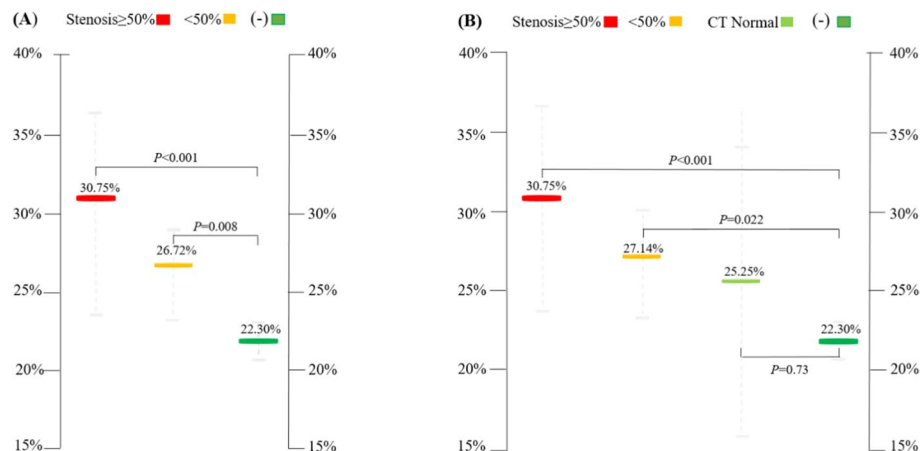 (A) Stenosis≥50% <50% (-)
40% 40%
35% 35%
P<0.001
30.75%
30% 30%
P=0.008
26.72%
25% 25%
22.30%
20% 20%
15% 15%
(B) Stenosis≥50% <50% CT Normal (-)
40% 40%
35% 35%
P<0.001
30.75%
30% 30%
P=0.022
27.14%
25.25%
25% 25%
22.30%
20% 20%
P=0.73
15% 15%